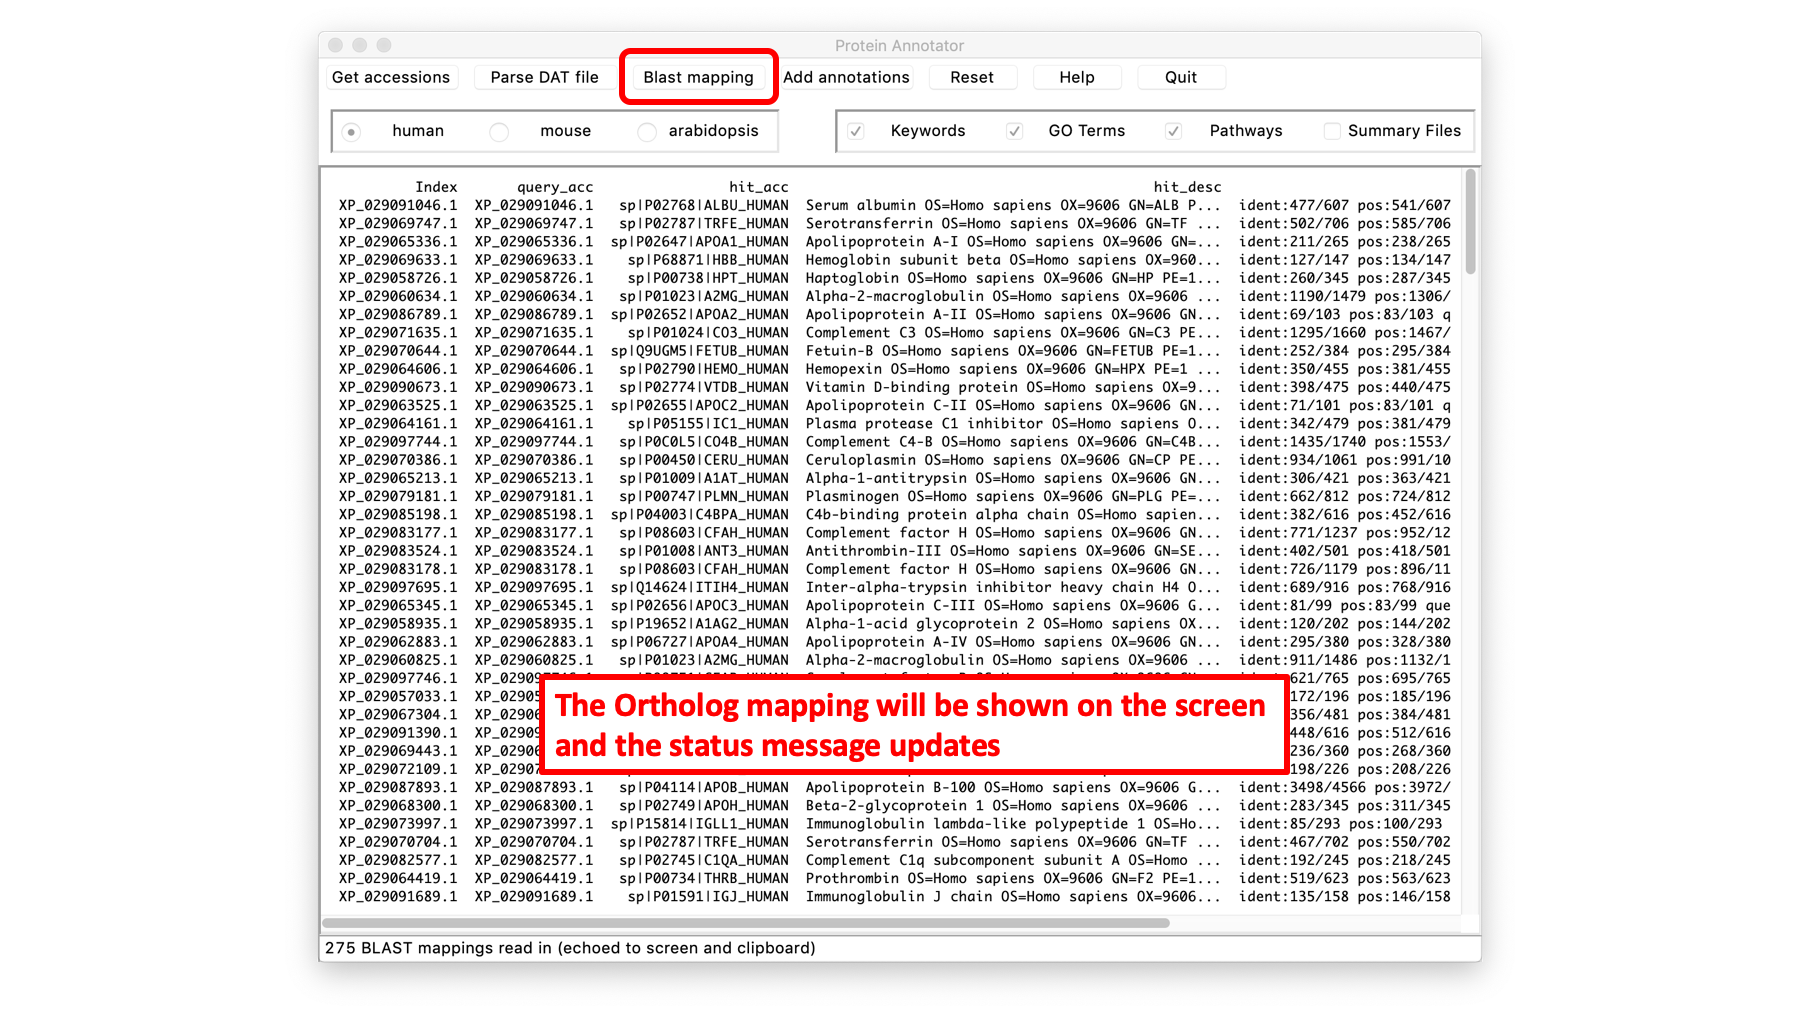 Protein Annotator
Get accessions Parse DAT file Blast mapping Add annotations Reset Help Quit
human mouse arabidopsis Keywords GO Terms Pathways Summary Files
Index query_acc hit_acc hit_desc
XP_029091046.1 XP_029091046.1 sp|P02768|ALBU_HUMAN Serum albumin OS=Homo sapiens OX=9606 GN=ALB P... ident:477/607 pos:541/607
XP_029069747.1 XP_029069747.1 sp|P02787|TRFE_HUMAN Serotransferrin OS=Homo sapiens OX=9606 GN=TF ... ident:502/706 pos:585/706
XP_029065336.1 XP_029065336.1 sp|P02647|APOA1_HUMAN Apolipoprotein A-I OS=Homo sapiens OX=9606 GN=... ident:211/265 pos:238/265
XP_029069633.1 XP_029069633.1 sp|P68871|HBB_HUMAN Hemoglobin subunit beta OS=Homo sapiens OX=960... ident:127/147 pos:134/147
XP_029058726.1 XP_029058726.1 sp|P00738|HPT_HUMAN Haptoglobin OS=Homo sapiens OX=9606 GN=HP PE=1... ident:260/345 pos:287/345
XP_029060634.1 XP_029060634.1 sp|P01023|A2MG_HUMAN Alpha-2-macroglobulin OS=Homo sapiens OX=9606 ... ident:1190/1479 pos:1306/
XP_029086789.1 XP_029086789.1 sp|P02652|APOA2_HUMAN Apolipoprotein A-II OS=Homo sapiens OX=9606 GN... ident:69/103 pos:83/103 q
XP_029071635.1 XP_029071635.1 sp|P01024|CO3_HUMAN Complement C3 OS=Homo sapiens OX=9606 GN=C3 PE... ident:1295/1660 pos:1467/
XP_029070644.1 XP_029070644.1 sp|Q9UGM5|FETUB_HUMAN Fetuin-B OS=Homo sapiens OX=9606 GN=FETUB PE=1... ident:252/384 pos:295/384
XP_029064606.1 XP_029064606.1 sp|P02790|HEMO_HUMAN Hemopexin OS=Homo sapiens OX=9606 GN=HPX PE=1 ... ident:350/455 pos:381/455
XP_029090673.1 XP_029090673.1 sp|P02774|VTDB_HUMAN Vitamin D-binding protein OS=Homo sapiens OX=9... ident:398/475 pos:440/475
XP_029063525.1 XP_029063525.1 sp|P02655|APOC2_HUMAN Apolipoprotein C-II OS=Homo sapiens OX=9606 GN... ident:71/101 pos:83/101 q
XP_029064161.1 XP_029064161.1 sp|P05155|IC1_HUMAN Plasma protease C1 inhibitor OS=Homo sapiens O... ident:342/479 pos:381/479
XP_029097744.1 XP_029097744.1 sp|P0C0L5|CO4B_HUMAN Complement C4-B OS=Homo sapiens OX=9606 GN=C4B... ident:1435/1740 pos:1553/
XP_029070386.1 XP_029070386.1 sp|P00450|CERU_HUMAN Ceruloplasmin OS=Homo sapiens OX=9606 GN=CP PE... ident:934/1061 pos:991/10
XP_029065213.1 XP_029065213.1 sp|P01009|A1AT_HUMAN Alpha-1-antitrypsin OS=Homo sapiens OX=9606 GN... ident:306/421 pos:363/421
XP_029079181.1 XP_029079181.1 sp|P00747|PLMN_HUMAN Plasminogen OS=Homo sapiens OX=9606 GN=PLG PE=... ident:662/812 pos:724/812
XP_029085198.1 XP_029085198.1 sp|P04003|C4BPA_HUMAN C4b-binding protein alpha chain OS=Homo sapien... ident:382/616 pos:452/616
XP_029083177.1 XP_029083177.1 sp|P08603|CFAH_HUMAN Complement factor H OS=Homo sapiens OX=9606 GN... ident:771/1237 pos:952/12
XP_029083524.1 XP_029083524.1 sp|P01008|ANT3_HUMAN Antithrombin-III OS=Homo sapiens OX=9606 GN=SE... ident:402/501 pos:418/501
XP_029083178.1 XP_029083178.1 sp|P08603|CFAH_HUMAN Complement factor H OS=Homo sapiens OX=9606 GN... ident:726/1179 pos:896/11
XP_029097695.1 XP_029097695.1 sp|Q14624|ITIH4_HUMAN Inter-alpha-trypsin inhibitor heavy chain H4 O... ident:689/916 pos:768/916
XP_029065345.1 XP_029065345.1 sp|P02656|APOC3_HUMAN Apolipoprotein C-III OS=Homo sapiens OX=9606 G... ident:81/99 pos:83/99 que
XP_029058935.1 XP_029058935.1 sp|P19652|A1AG2_HUMAN Alpha-1-acid glycoprotein 2 OS=Homo sapiens OX... ident:120/202 pos:144/202
XP_029062883.1 XP_029062883.1 sp|P06727|APOA4_HUMAN Apolipoprotein A-IV OS=Homo sapiens OX=9606 GN... ident:295/380 pos:328/380
XP_029060825.1 XP_029060825.1 sp|P01023|A2MG_HUMAN Alpha-2-macroglobulin OS=Homo sapiens OX=9606 ... ident:911/1486 pos:1132/1
XP_029097746.1 621/765 pos:695/765
XP_029057033.1 XP_02905 172/196 pos:185/196
XP_029067304.1 XP_02906 356/481 pos:384/481
XP_029091390.1 XP_02909 448/616 pos:512/616
XP_029069443.1 XP_02906 236/360 pos:268/360
XP_029072109.1 XP_02907 198/226 pos:208/226
The Ortholog mapping will be shown on the screen
and the status message updates
XP_029087893.1 XP_029087893.1 sp|P04114|APOB_HUMAN Apolipoprotein B-100 OS=Homo sapiens OX=9606 G... ident:3498/4566 pos:3972/
XP_029068300.1 XP_029068300.1 sp|P02749|APOH_HUMAN Beta-2-glycoprotein 1 OS=Homo sapiens OX=9606 ... ident:283/345 pos:311/345
XP_029073997.1 XP_029073997.1 sp|P15814|IGLL1_HUMAN Immunoglobulin lambda-like polypeptide 1 OS=Ho... ident:85/293 pos:100/293
XP_029070704.1 XP_029070704.1 sp|P02787|TRFE_HUMAN Serotransferrin OS=Homo sapiens OX=9606 GN=TF ... ident:467/702 pos:550/702
XP_029082577.1 XP_029082577.1 sp|P02745|C1QA_HUMAN Complement C1q subcomponent subunit A OS=Homo ... ident:192/245 pos:218/245
XP_029064419.1 XP_029064419.1 sp|P00734|THRB_HUMAN Prothrombin OS=Homo sapiens OX=9606 GN=F2 PE=1... ident:519/623 pos:563/623
XP_029091689.1 XP_029091689.1 sp|P01591|IGJ_HUMAN Immunoglobulin J chain OS=Homo sapiens OX=9606... ident:135/158 pos:146/158
275 BLAST mappings read in (echoed to screen and clipboard)